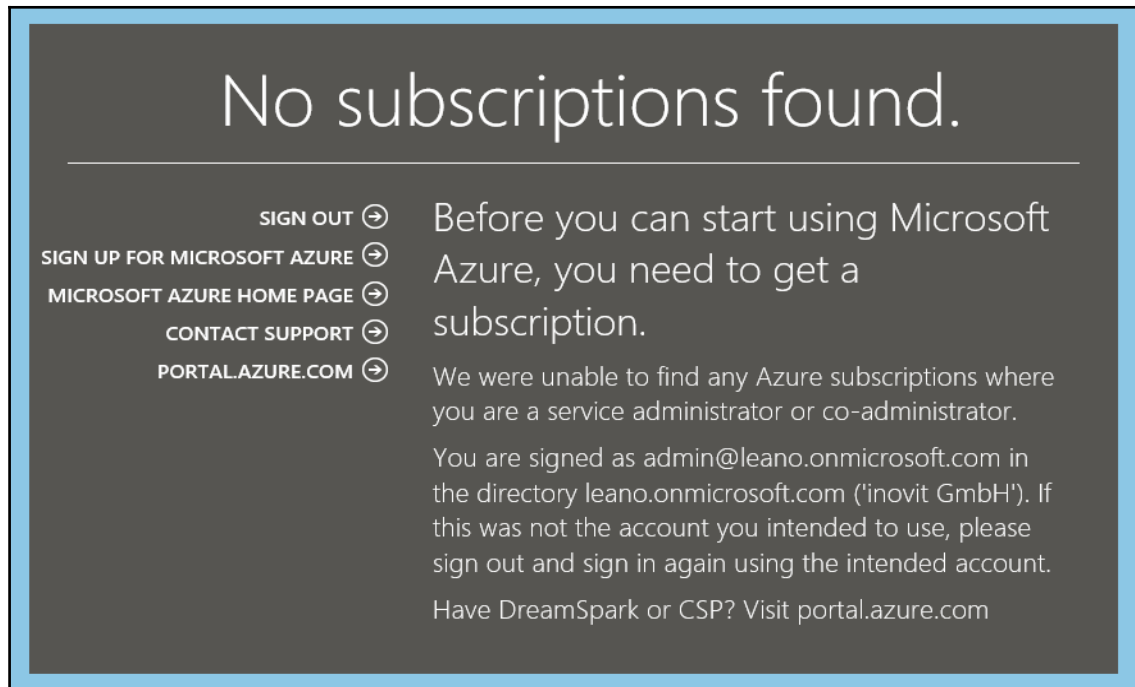 No subscriptions found.
SIGN OUT
SIGN UP FOR MICROSOFT AZURE
MICROSOFT AZURE HOME PAGE
CONTACT SUPPORT
PORTAL.AZURE.COM
Before you can start using Microsoft
Azure, you need to get a
subscription.
We were unable to find any Azure subscriptions where
you are a service administrator or co-administrator.
You are signed as admin@leano.onmicrosoft.com in
the directory leano.onmicrosoft.com ('inovit GmbH'). If
this was not the account you intended to use, please
sign out and sign in again using the intended account.
Have DreamSpark or CSP? Visit portal.azure.com